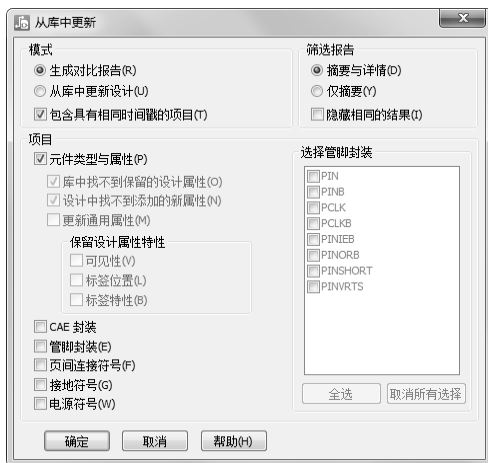 从库中更新
模式
生成对比报告(R)
从库中更新设计(U)
包含具有相同时间戳的项目(T)
筛选报告
摘要与详情(D)
仅摘要(Y)
隐藏相同的结果(I)
项目
元件类型与属性(P)
库中找不到保留的设计属性(O)
设计中找不到添加的新属性(N)
更新通用属性(M)
保留设计属性特性
可见性(V)
标签位置(L)
标签特性(B)
CAE 封装
管脚封装(E)
页间连接符号(F)
接地符号(G)
电源符号(W)
选择管脚封装
PIN
PINB
PCLK
PCLKB
PINIEB
PINORB
PINSHORT
PINVRTS
全选
取消所有选择
确定
取消
帮助(H)